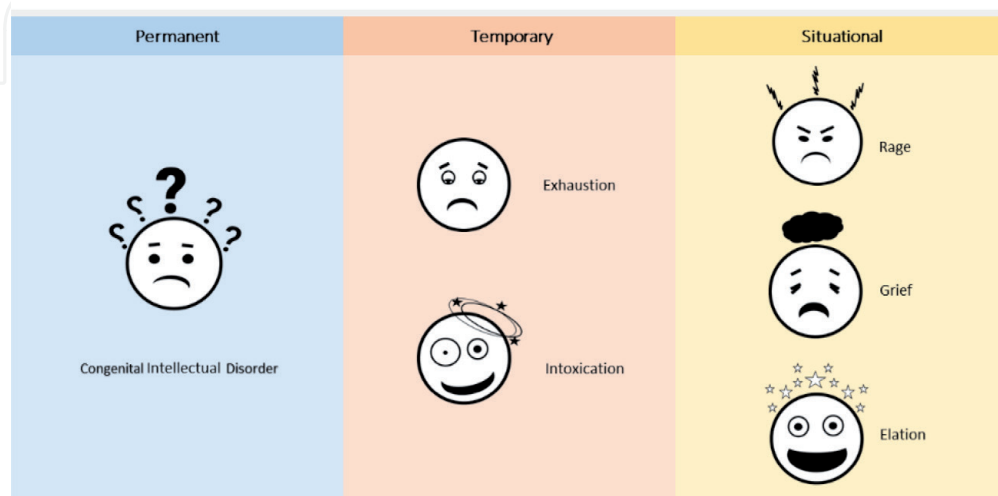 Permanent
Temporary
Situational
Rage
Exhaustion
Grief
Congenital Intellectual Disorder
Intoxication
Elation